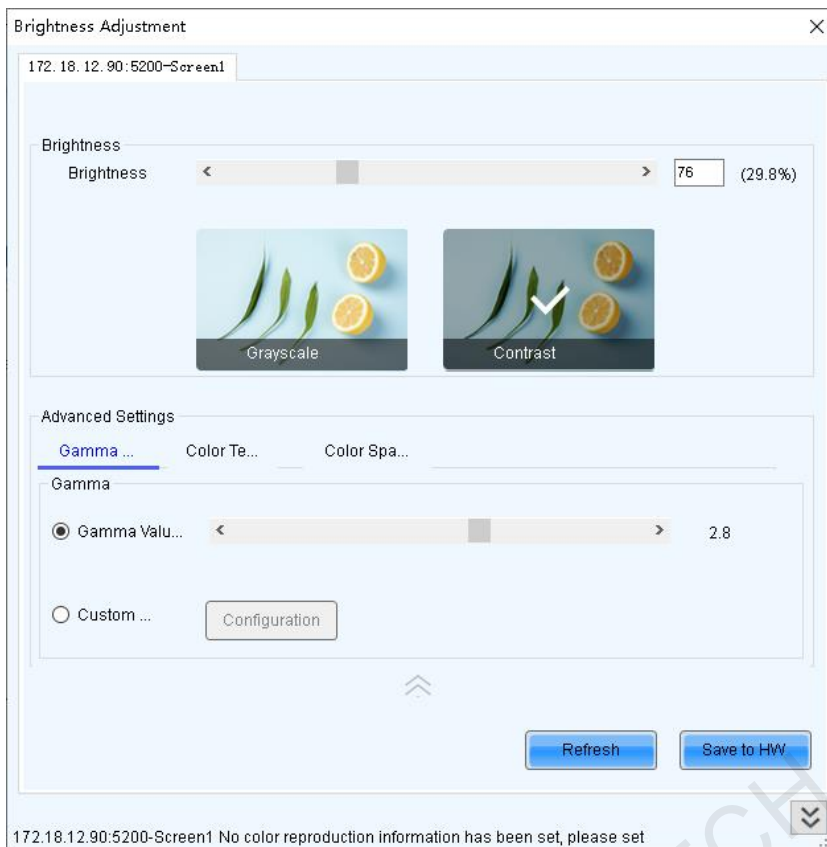 Brightness Adjustment
172.18.12.90:5200-Screen1
Brightness
Brightness 76 (29.8%)
Grayscale Contrast
Advanced Settings
Gamma ... Color Te... Color Spa...
Gamma
Gamma Valu... 2.8
Custom ... Configuration
Refresh Save to HW
172.18.12.90:5200-Screen1 No color reproduction information has been set, please set